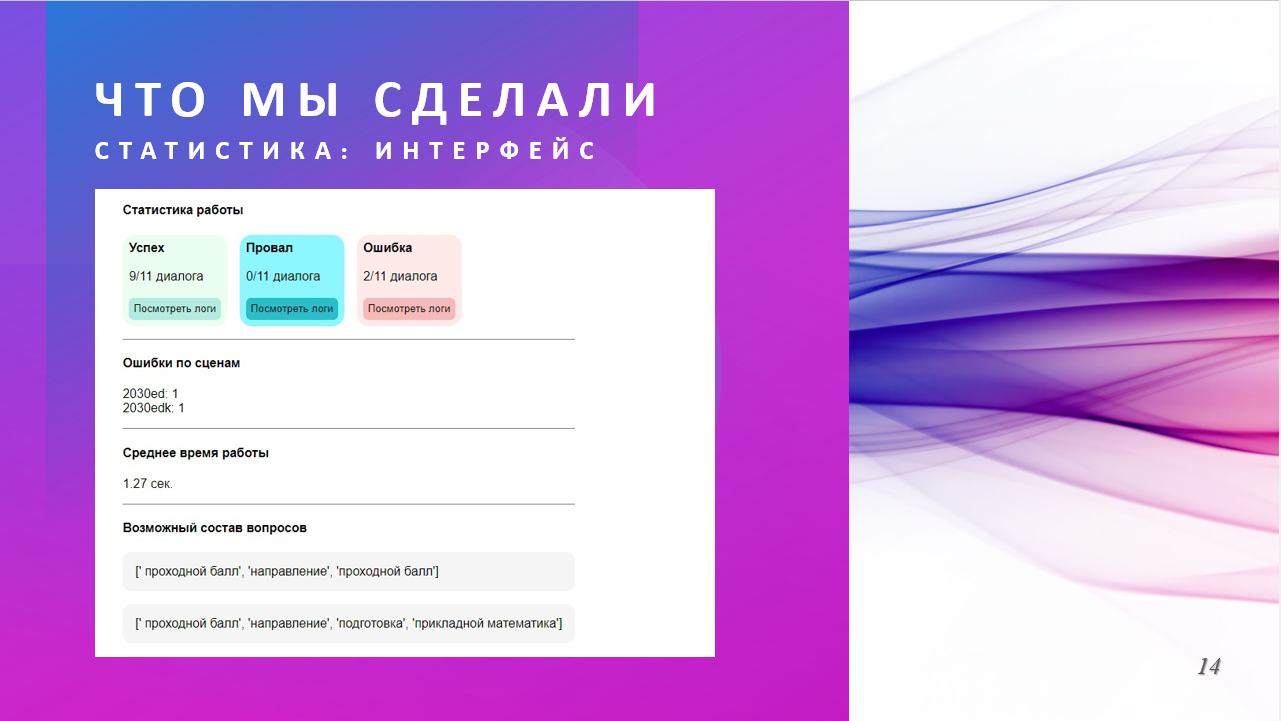 ЧТО МЫ СДЕЛАЛИ
СТАТИСТИКА: ИНТЕРФЕЙС
Статистика работы
Успех
9/11 диалога
Посмотреть логи
Провал
0/11 диалога
Посмотреть логи
Ошибка
2/11 диалога
Посмотреть логи
Ошибки по сценам
2030ed: 1
2030edk: 1
Среднее время работы
1.27 сек.
Возможный состав вопросов
[' проходной балл', 'направление', 'проходной балл']
[' проходной балл', 'направление', 'подготовка', 'прикладной математика']
14